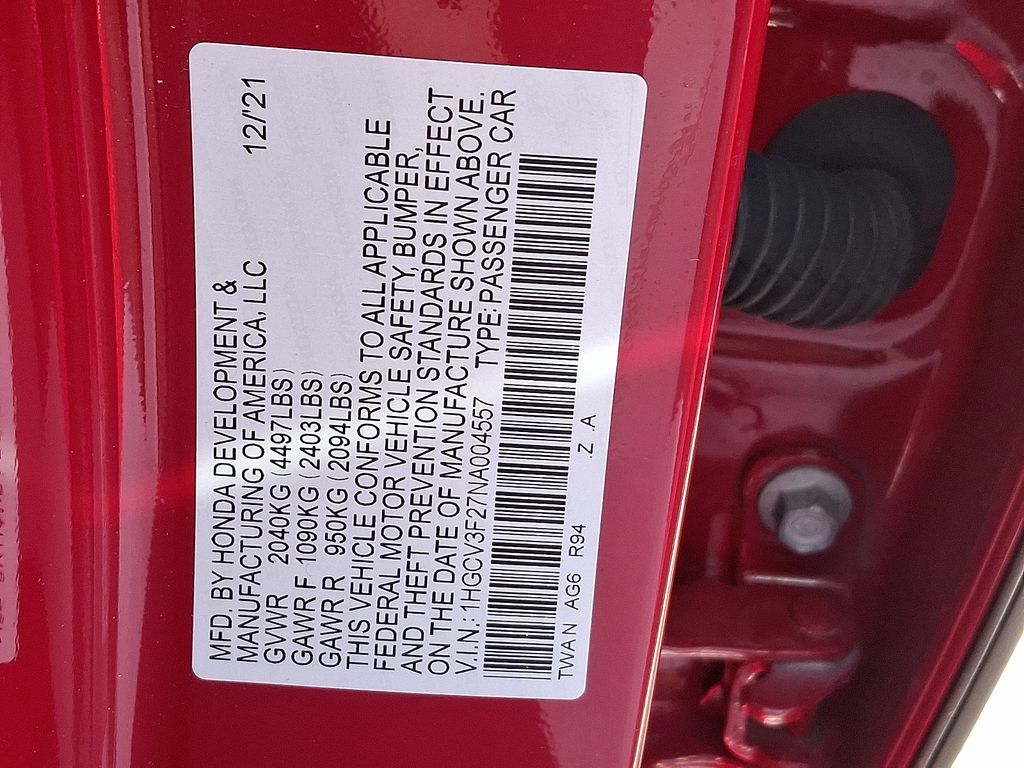 MFD. BY HONDA DEVELOPMENT &
MANUFACTURING OF AMERICA, LLC 12/'21
GVWR 2040KG (4497LBS)
GAWR F 1090KG (2403LBS)
GAWR R 950KG (2094LBS)
THIS VEHICLE CONFORMS TO ALL APPLICABLE
FEDERAL MOTOR VEHICLE SAFETY, BUMPER,
AND THEFT PREVENTION STANDARDS IN EFFECT
ON THE DATE OF MANUFACTURE SHOWN ABOVE.
V.I.N.: 1HGCV3F27NA004557 TYPE: PASSENGER CAR
TWAN AG6 R94 .Z .A